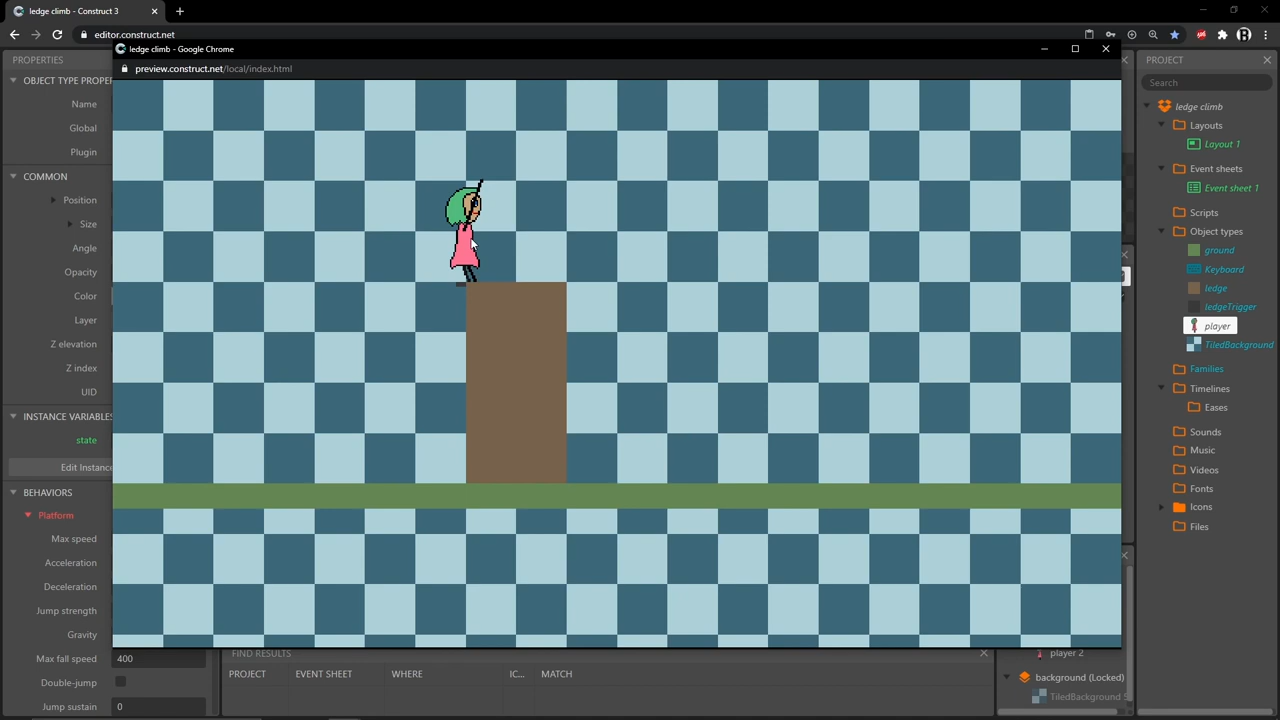 ledge climb - Construct 3
editor.construct.net
ledge climb - Google Chrome
preview.construct.net/local/index.html
PROPERTIES
OBJECT TYPE PROPER
Name
Global
Plugin
COMMON
Position
Size
Angle
Opacity
Color
Layer
Z elevation
Z index
UID
INSTANCE VARIABLES
state
Edit Instance
BEHAVIORS
Platform
Max speed
Acceleration
Deceleration
Jump strength
Gravity
Max fall speed
400
Double-jump
Jump sustain
0
FIND RESULTS
PROJECT
EVENT SHEET
WHERE
IC...
MATCH
player 2
background (Locked)
TiledBackground
PROJECT
Search
ledge climb
Layouts
Layout 1
Event sheets
Event sheet 1
Scripts
Object types
ground
Keyboard
ledge
ledgeTrigger
player
TiledBackground
Families
Timelines
Eases
Sounds
Music
Videos
Fonts
Icons
Files